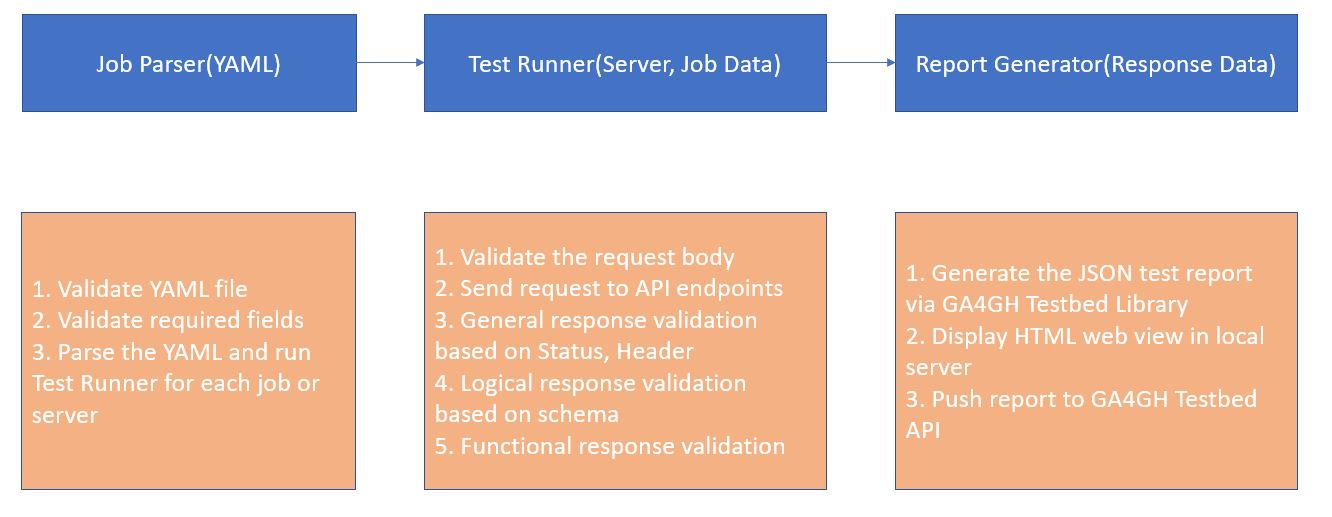 Job Parser(YAML)
Test Runner(Server, Job Data)
Report Generator(Response Data)
1. Validate YAML file
2. Validate required fields
3. Parse the YAML and run
Test Runner for each job or
server
1. Validate the request body
2. Send request to API endpoints
3. General response validation
based on Status, Header
4. Logical response validation
based on schema
5. Functional response validation
1. Generate the JSON test report
via GA4GH Testbed Library
2. Display HTML web view in local
server
3. Push report to GA4GH Testbed
API